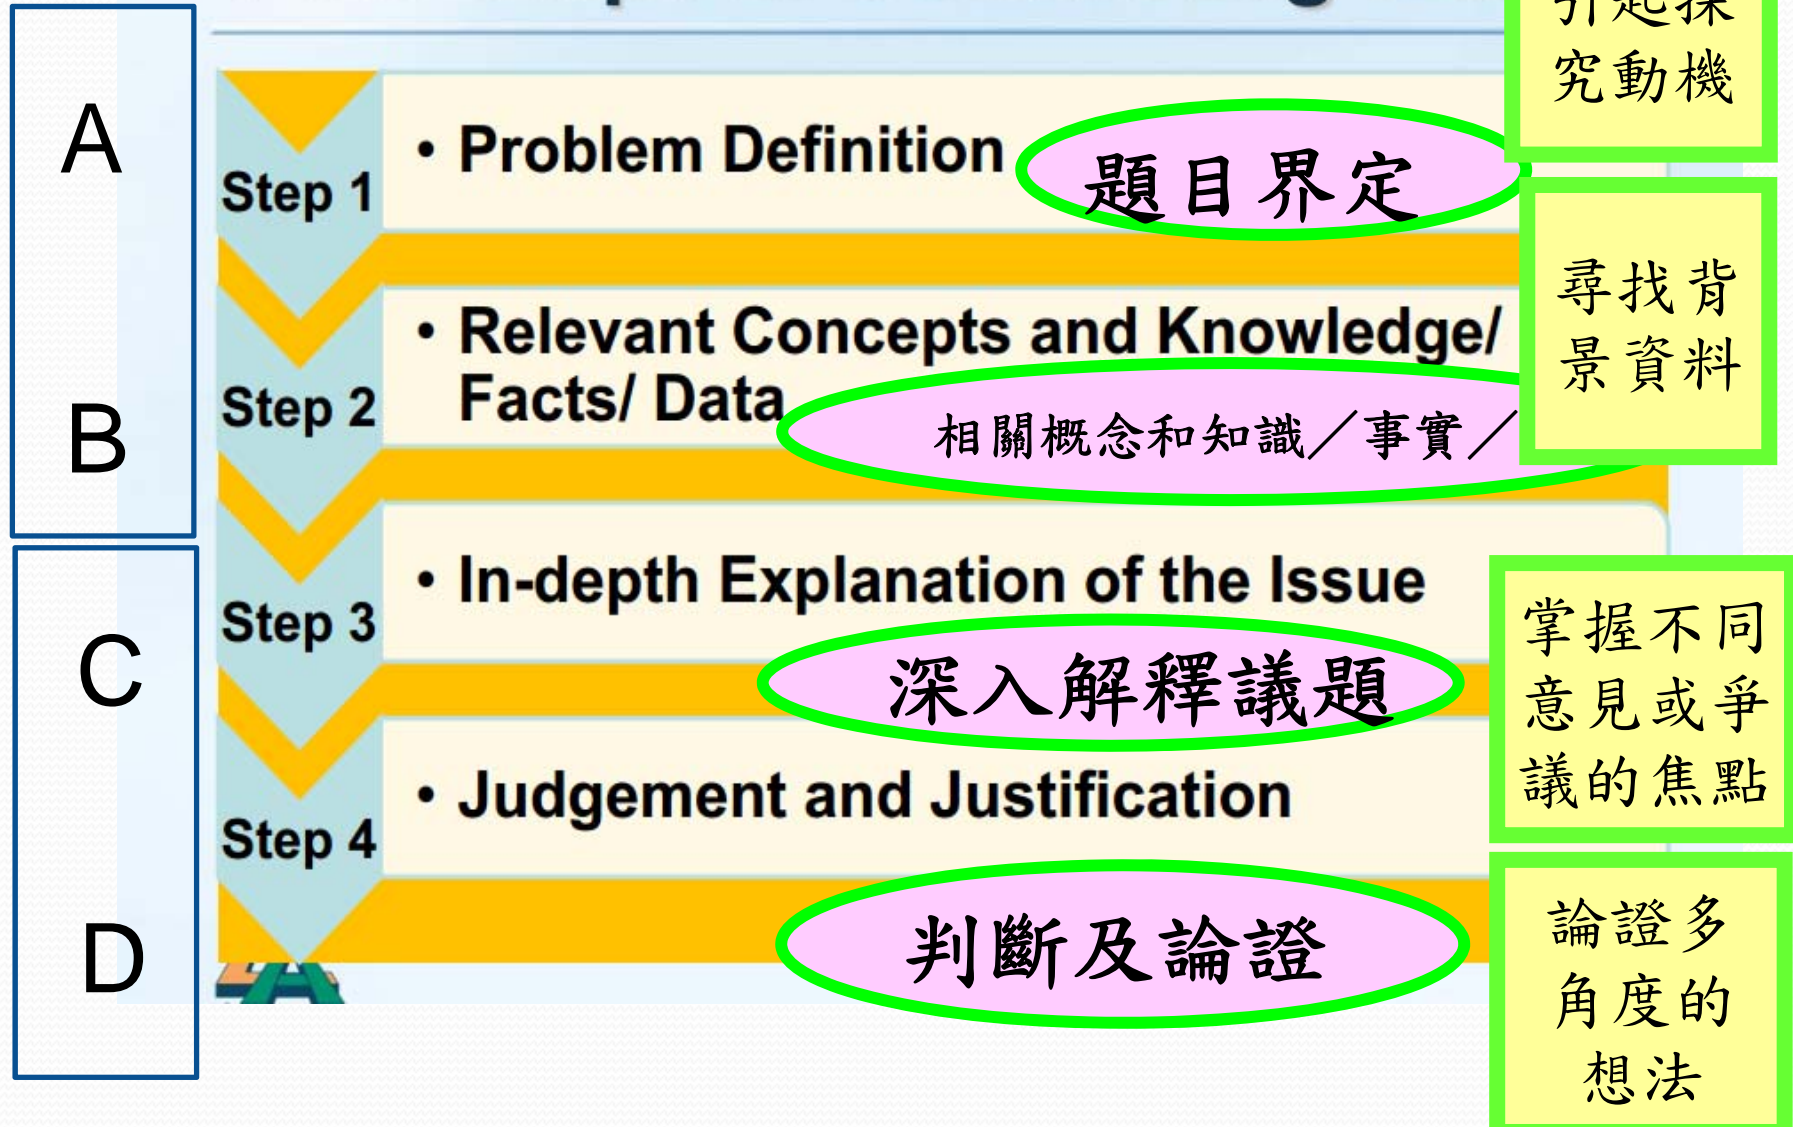 引起探
究動機
A
Step 1
• Problem Definition
題目界定
尋找背
景資料
B
Step 2
• Relevant Concepts and Knowledge/
Facts/ Data
相關概念和知識／事實／
C
Step 3
• In-depth Explanation of the Issue
深入解釋議題
掌握不同
意見或爭
議的焦點
D
Step 4
• Judgement and Justification
判斷及論證
論證多
角度的
想法